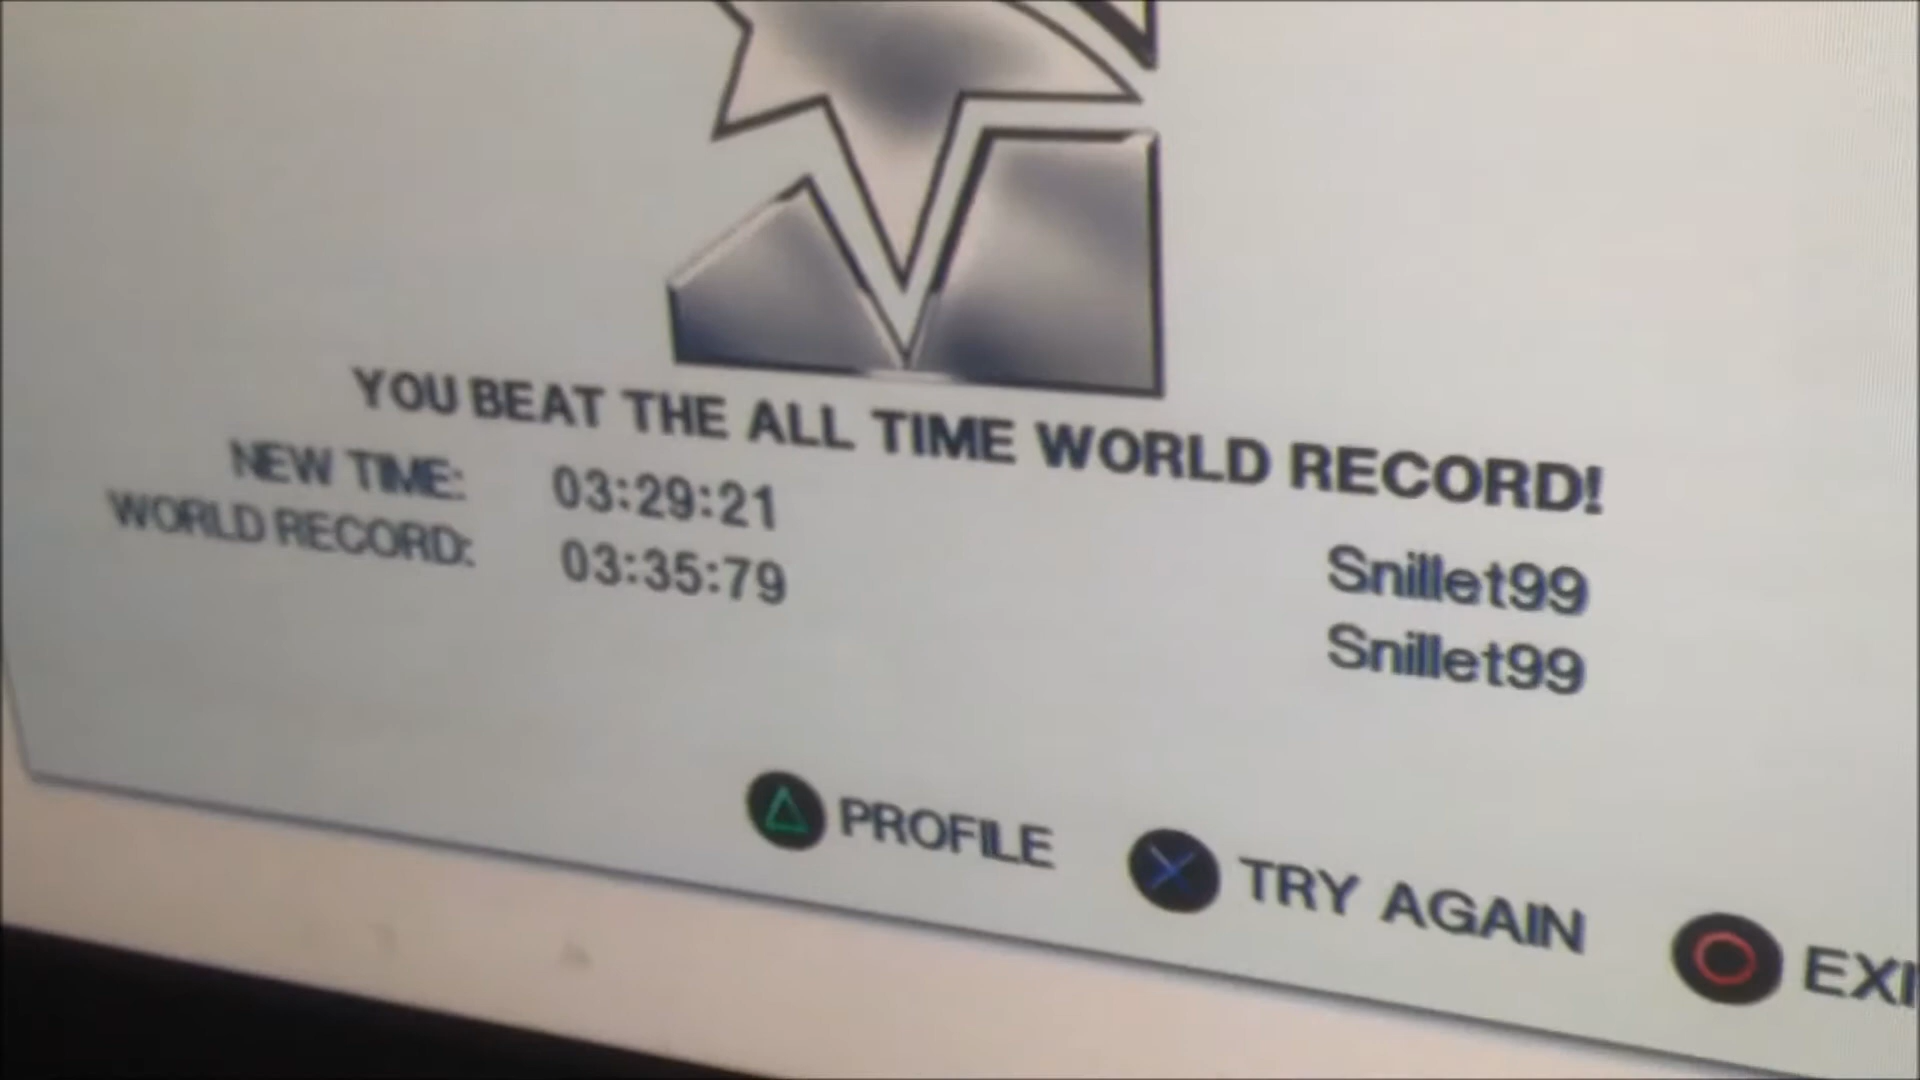 YOU BEAT THE ALL TIME WORLD RECORD!
NEW TIME: 03:29:21 Snillet99
WORLD RECORD: 03:35:79 Snillet99
PROFILE TRY AGAIN EXI